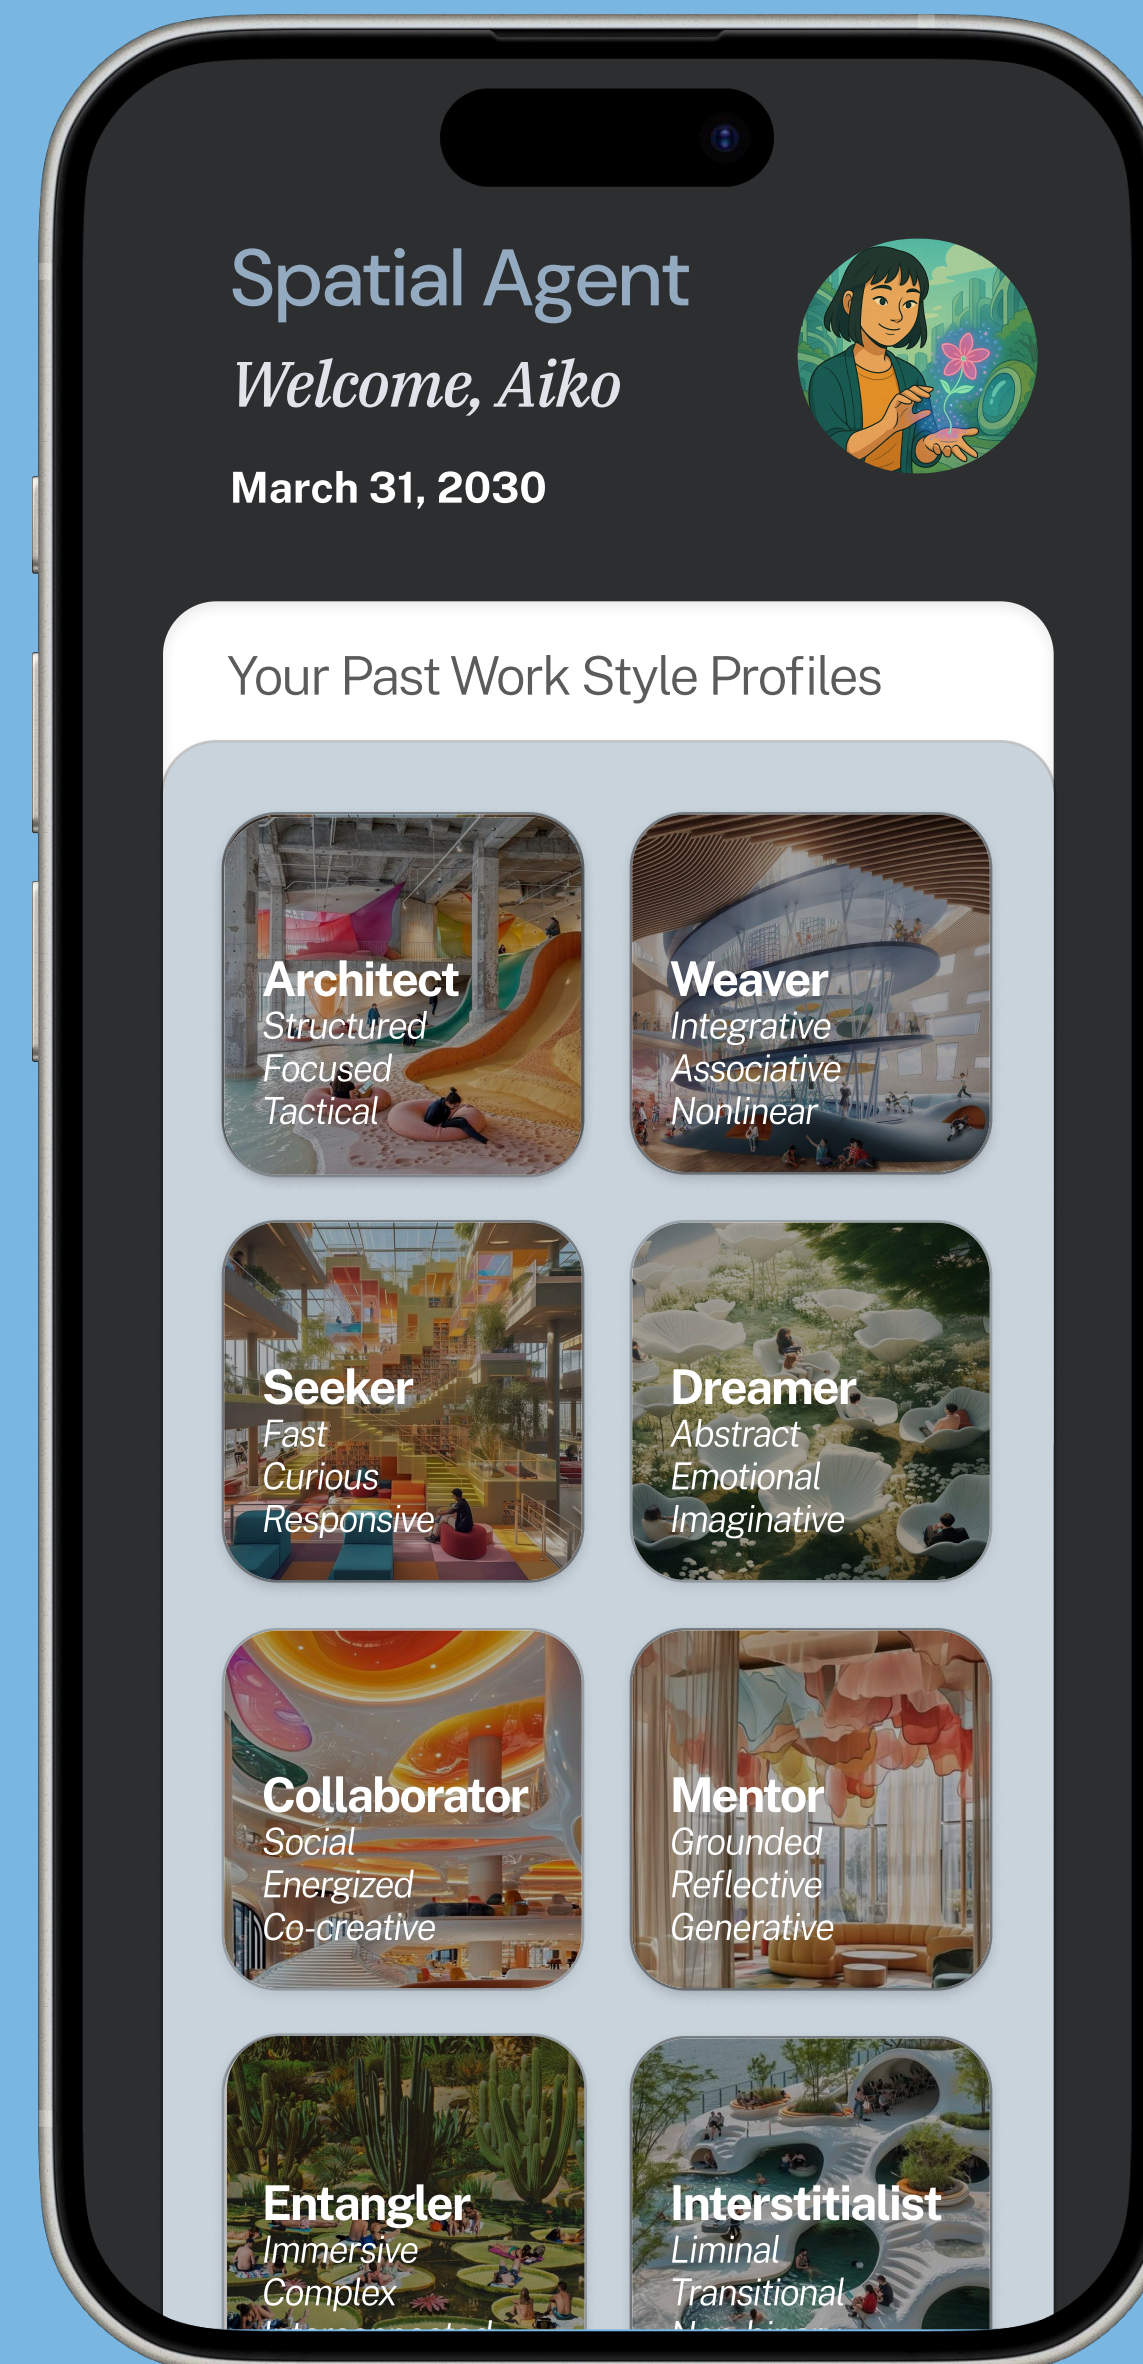 Spatial Agent
Welcome, Aiko
March 31, 2030
Your Past Work Style Profiles
Architect
Structured
Focused
Tactical
Weaver
Integrative
Associative
Nonlinear
Seeker
Fast
Curious
Responsive
Dreamer
Abstract
Emotional
Imaginative
Collaborator
Social
Energized
Co-creative
Mentor
Grounded
Reflective
Generative
Entangler
Immersive
Complex
Interstitialist
Liminal
Transitional